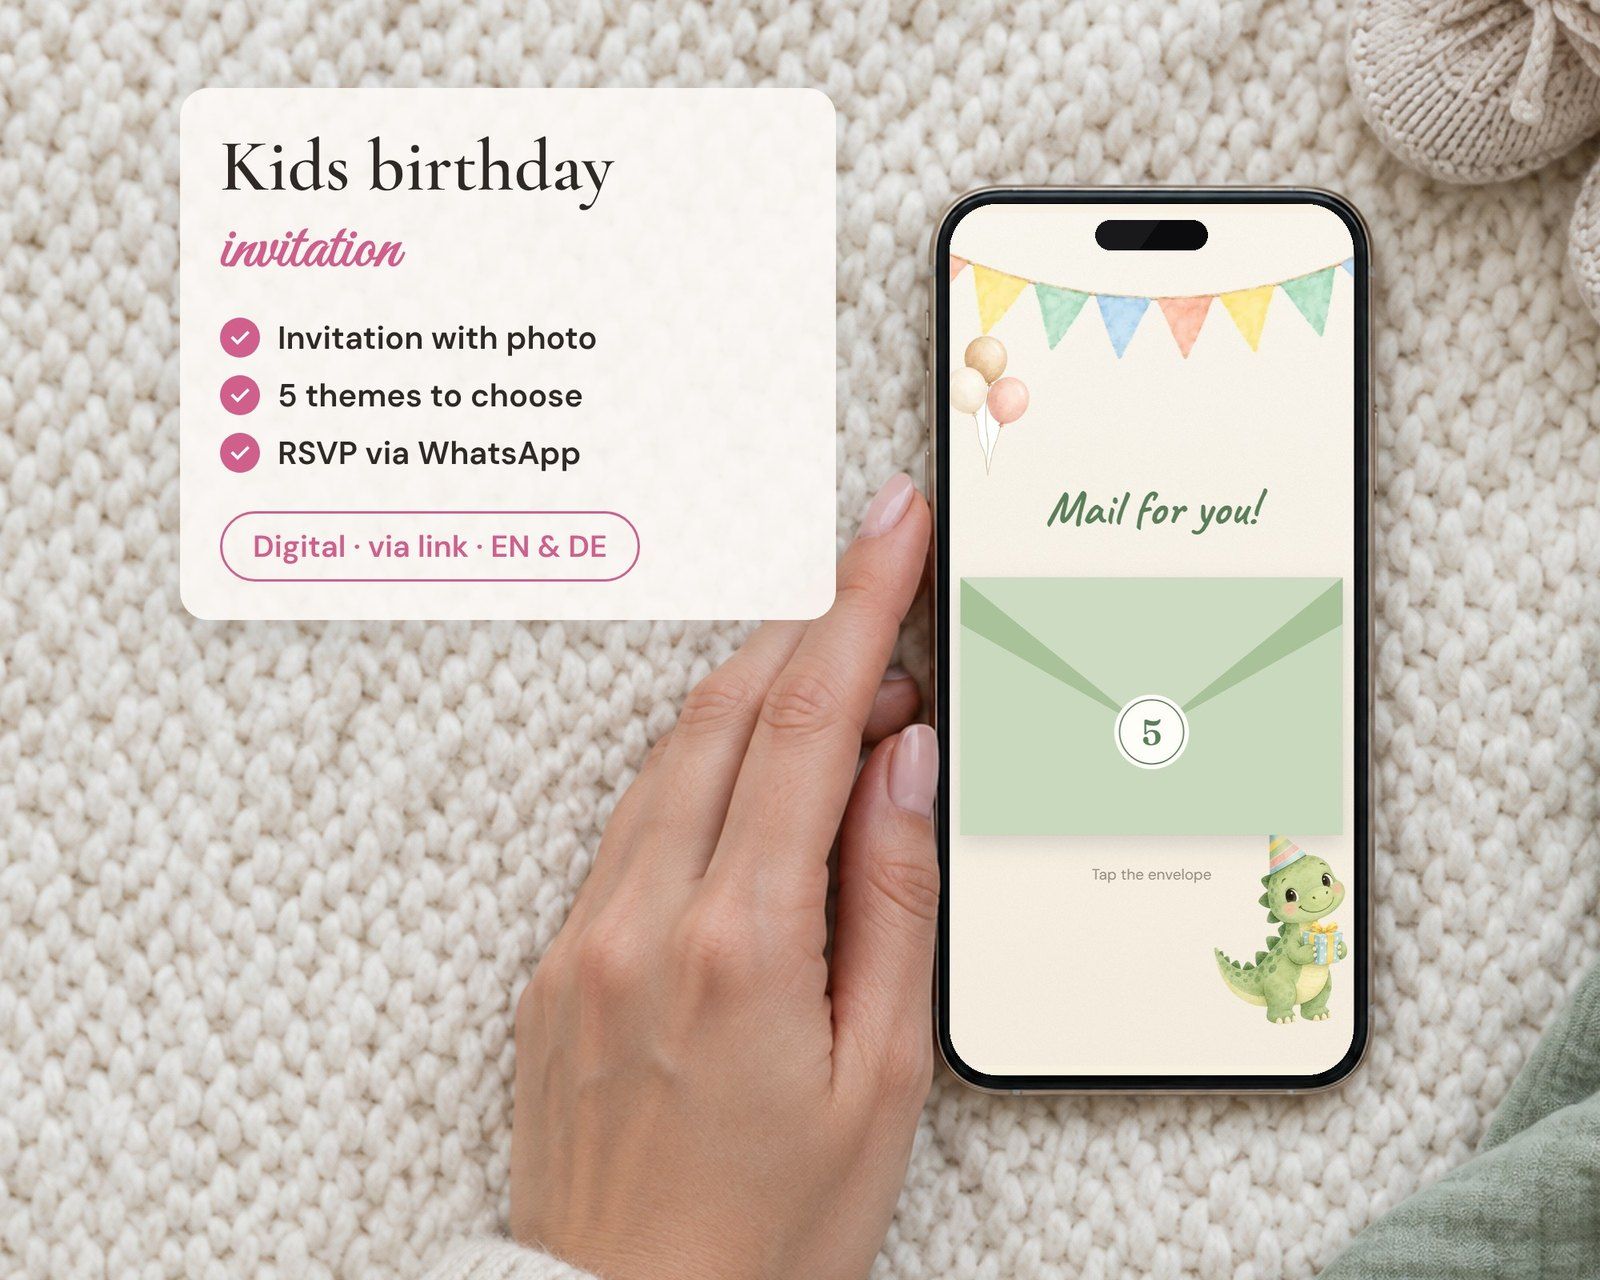 Kids birthday
invitation
Invitation with photo
5 themes to choose
RSVP via WhatsApp
Digital · via link · EN & DE
Mail for you!
5
Tap the envelope